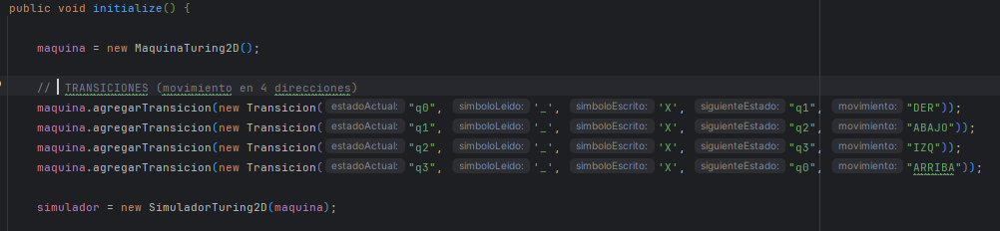 public void initialize() {
maquina = new MaquinaTuring2D();
// TRANSICIONES (movimiento en 4 direcciones)
maquina.agregarTransicion(new Transicion( estadoActual: "q0", simboloLeido: '_', simboloEscrito: 'X', siguienteEstado: "q1", movimiento: "DER"));
maquina.agregarTransicion(new Transicion( estadoActual: "q1", simboloLeido: '_', simboloEscrito: 'X', siguienteEstado: "q2", movimiento: "ABAJO"));
maquina.agregarTransicion(new Transicion( estadoActual: "q2", simboloLeido: '_', simboloEscrito: 'X', siguienteEstado: "q3", movimiento: "IZQ"));
maquina.agregarTransicion(new Transicion( estadoActual: "q3", simboloLeido: '_', simboloEscrito: 'X', siguienteEstado: "q0", movimiento: "ARRIBA"));
simulador = new SimuladorTuring2D(maquina);